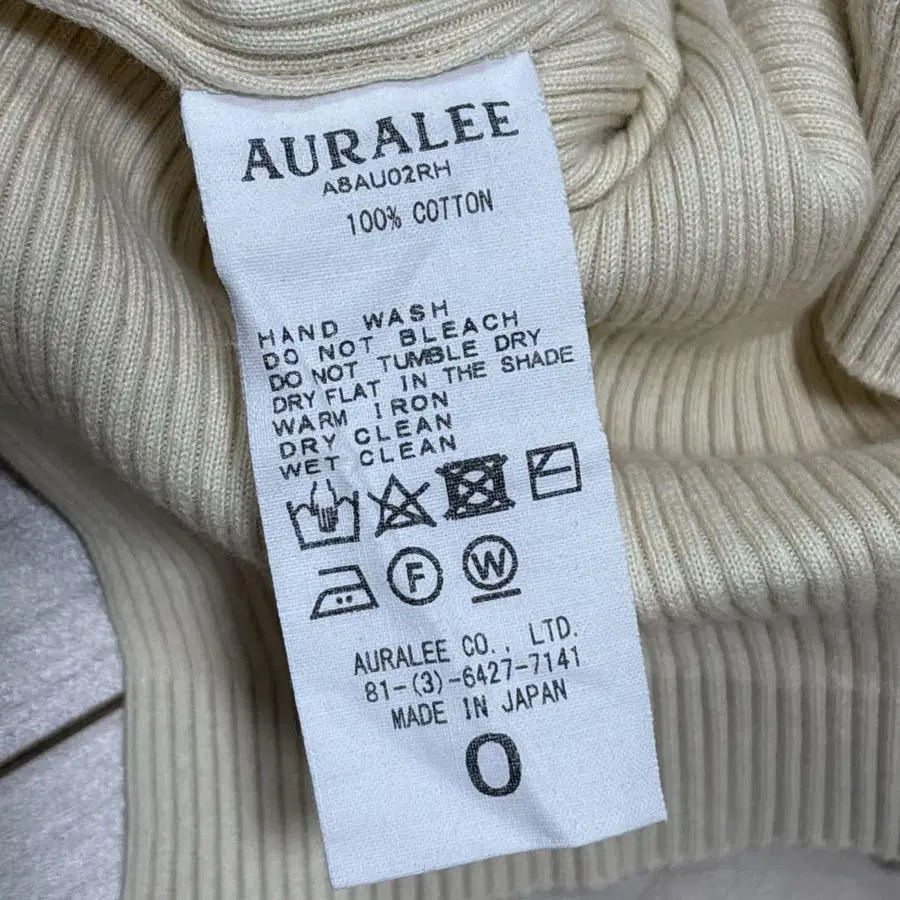 AURALEE
A8AU02RH
100% COTTON
HAND WASH
DO NOT BLEACH
DO NOT TUMBLE DRY
DRY FLAT IN THE SHADE
WARM IRON
DRY CLEAN
WET CLEAN
F W
AURALEE CO., LTD.
81-(3)-6427-7141
MADE IN JAPAN
0